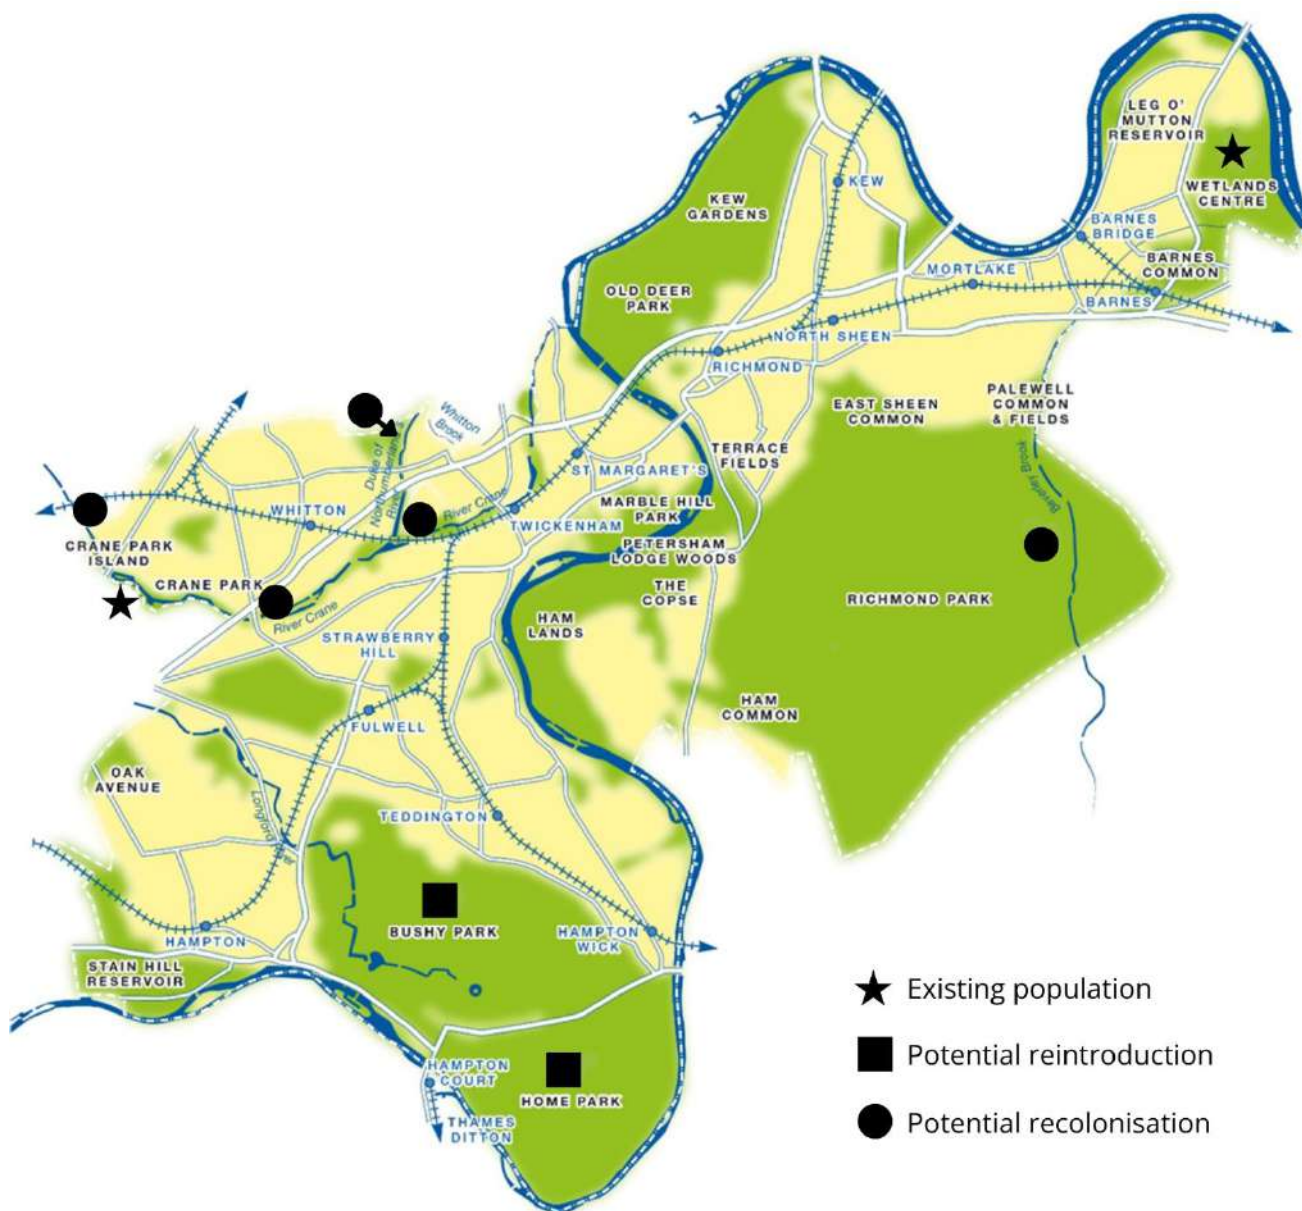 LEG O'
MUTTON
RESERVOIR
WETLANDS
CENTRE
KEW
KEW
GARDENS
BARNES
BRIDGE
BARNES
COMMON
MORTLAKE
OLD DEER
PARK
BARNES
NORTH SHEEN
RICHMOND
EAST SHEEN
COMMON
PALEWELL
COMMON
& FIELDS
Whitton
Brook
Duke of
Northumberland
TERRACE
FIELDS
ST MARGARET'S
Beverley Brook
MARBLE HILL
PARK
River Crane
WHITTON
TWICKENHAM
CRANE PARK
ISLAND
PETERSHAM
LODGE WOODS
CRANE PARK
THE
COPSE
RICHMOND PARK
River Crane
HAM
LANDS
STRAWBERRY
HILL
HAM
COMMON
FULWELL
OAK
AVENUE
Longford
TEDDINGTON
BUSHY PARK
HAMPTON
WICK
HAMPTON
STAIN HILL
RESERVOIR
HAMPTON
COURT
HOME PARK
THAMES
DITTON
Existing population
Potential reintroduction
Potential recolonisation